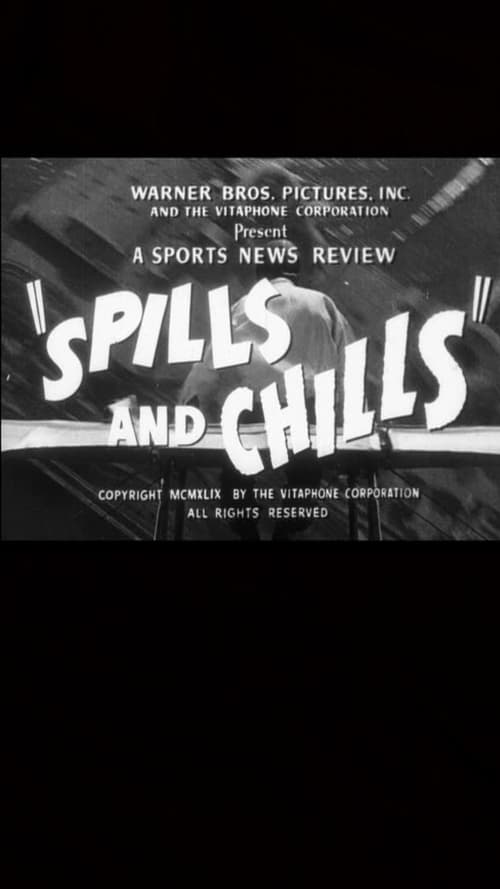 WARNER BROS. PICTURES, INC.
AND THE VITAPHONE CORPORATION
Present
A SPORTS NEWS REVIEW
"SPILLS
AND CHILLS"
COPYRIGHT MCMXLIX BY THE VITAPHONE CORPORATION
ALL RIGHTS RESERVED